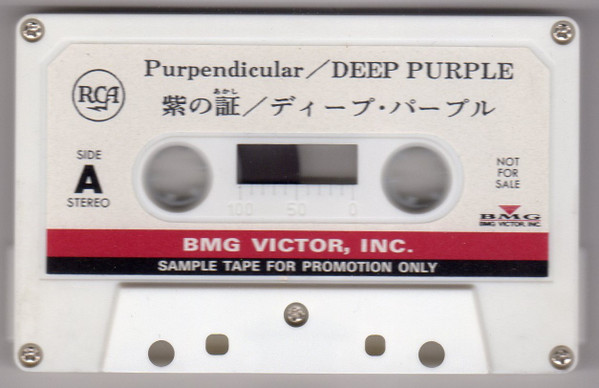 Purpendicular／DEEP PURPLE
RCA
あかし
紫の証／ディープ・パープル
SIDE
A
STEREO
NOT
FOR
SALE
100 50 0
BMG
BMG VICTOR, INC.
BMG VICTOR, INC.
SAMPLE TAPE FOR PROMOTION ONLY